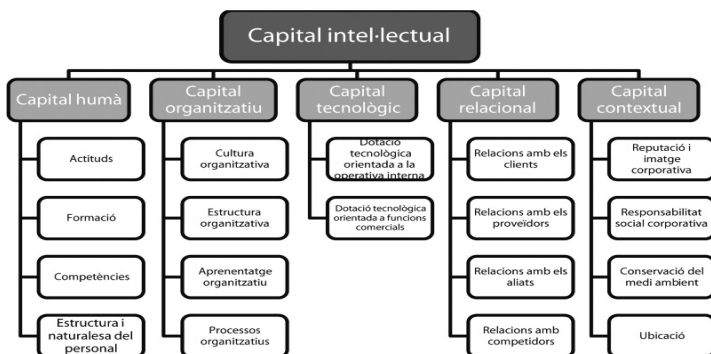 Capital intel·lectual
Capital humà
Capital
organitzatiu
Capital
tecnològic
Capital
relacional
Capital
contextual
Actituds
Formació
Competències
Estructura i
naturalesa del
personal
Cultura
organitzativa
Estructura
organitzativa
Aprenentatge
organitzatiu
Processos
organitzatius
Dotació
tecnològica
orientada a la
operativa interna
Dotació tecnològica
orientada a funcions
comercials
Relacions amb els
clients
Relacions amb els
proveïdors
Relacions amb els
aliats
Relacions amb
competidors
Reputació i
imatge
corporativa
Responsabilitat
social corporativa
Conservació del
medi ambient
Ubicació